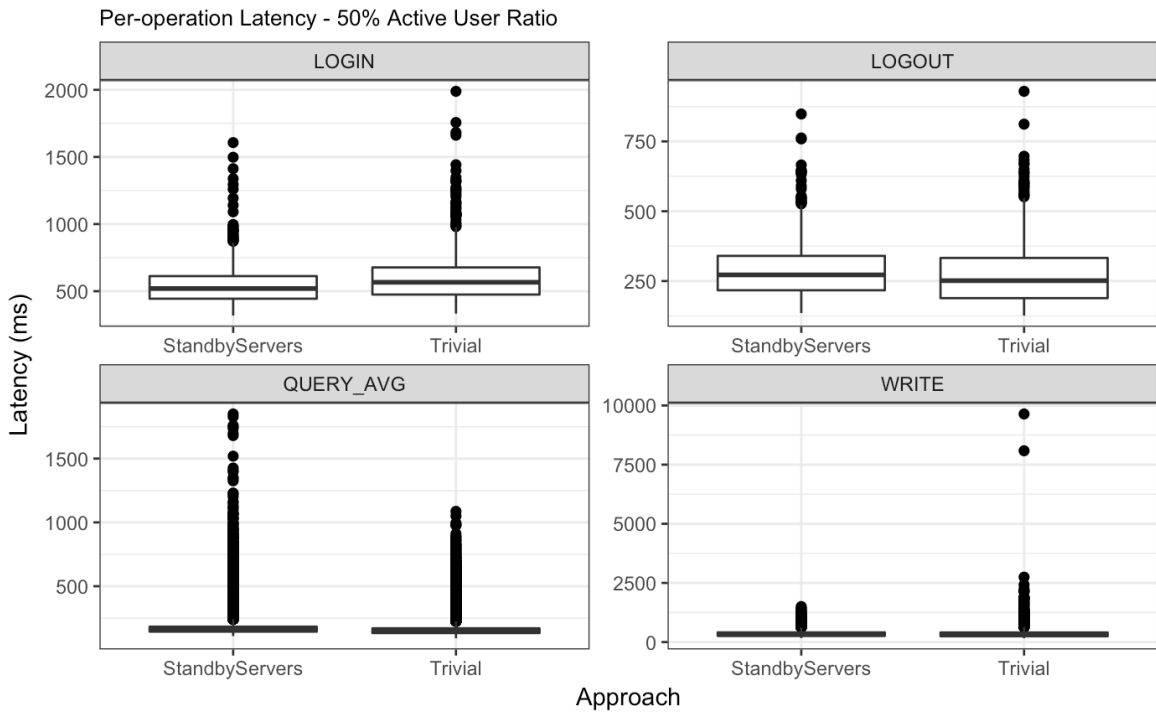 Per-operation Latency - 50% Active User Ratio
LOGIN
LOGOUT
2000
1500
1000
500
750
500
250
StandbyServers
Trivial
StandbyServers
Trivial
QUERY_AVG
WRITE
1500
1000
500
10000
7500
5000
2500
0
StandbyServers
Trivial
StandbyServers
Trivial
Latency (ms)
Approach